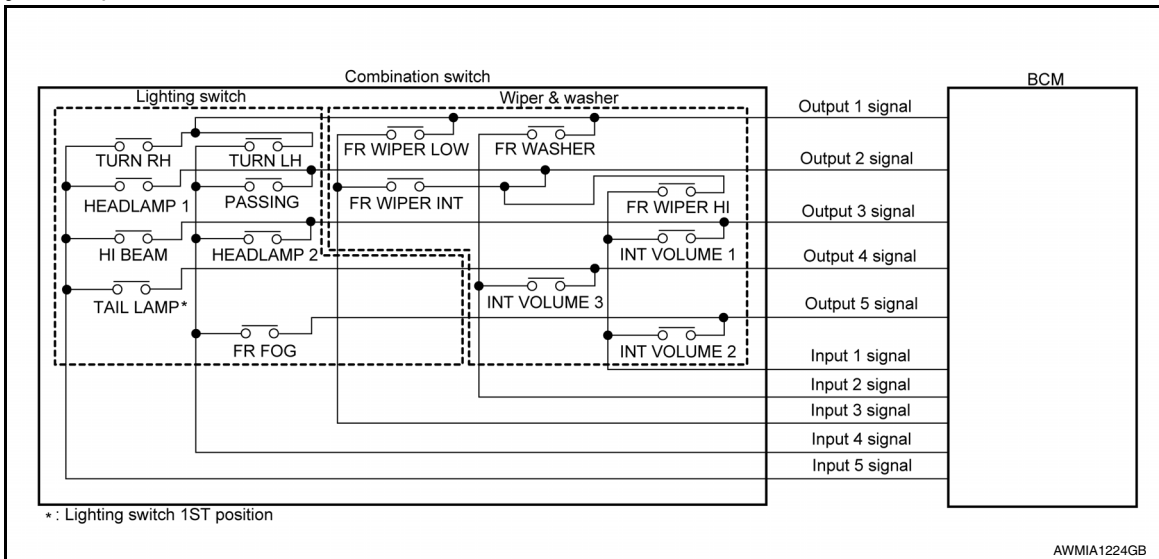 Combination switch
BCM
Lighting switch
Wiper & washer
Output 1 signal
TURN RH
TURN LH
FR WIPER LOW
FR WASHER
Output 2 signal
HEADLAMP 1
PASSING
FR WIPER INT
FR WIPER HI
Output 3 signal
HI BEAM
HEADLAMP 2
INT VOLUME 1
Output 4 signal
TAIL LAMP*
INT VOLUME 3
Output 5 signal
FR FOG
INT VOLUME 2
Input 1 signal
Input 2 signal
Input 3 signal
Input 4 signal
Input 5 signal
* : Lighting switch 1ST position
AWMIA1224GB